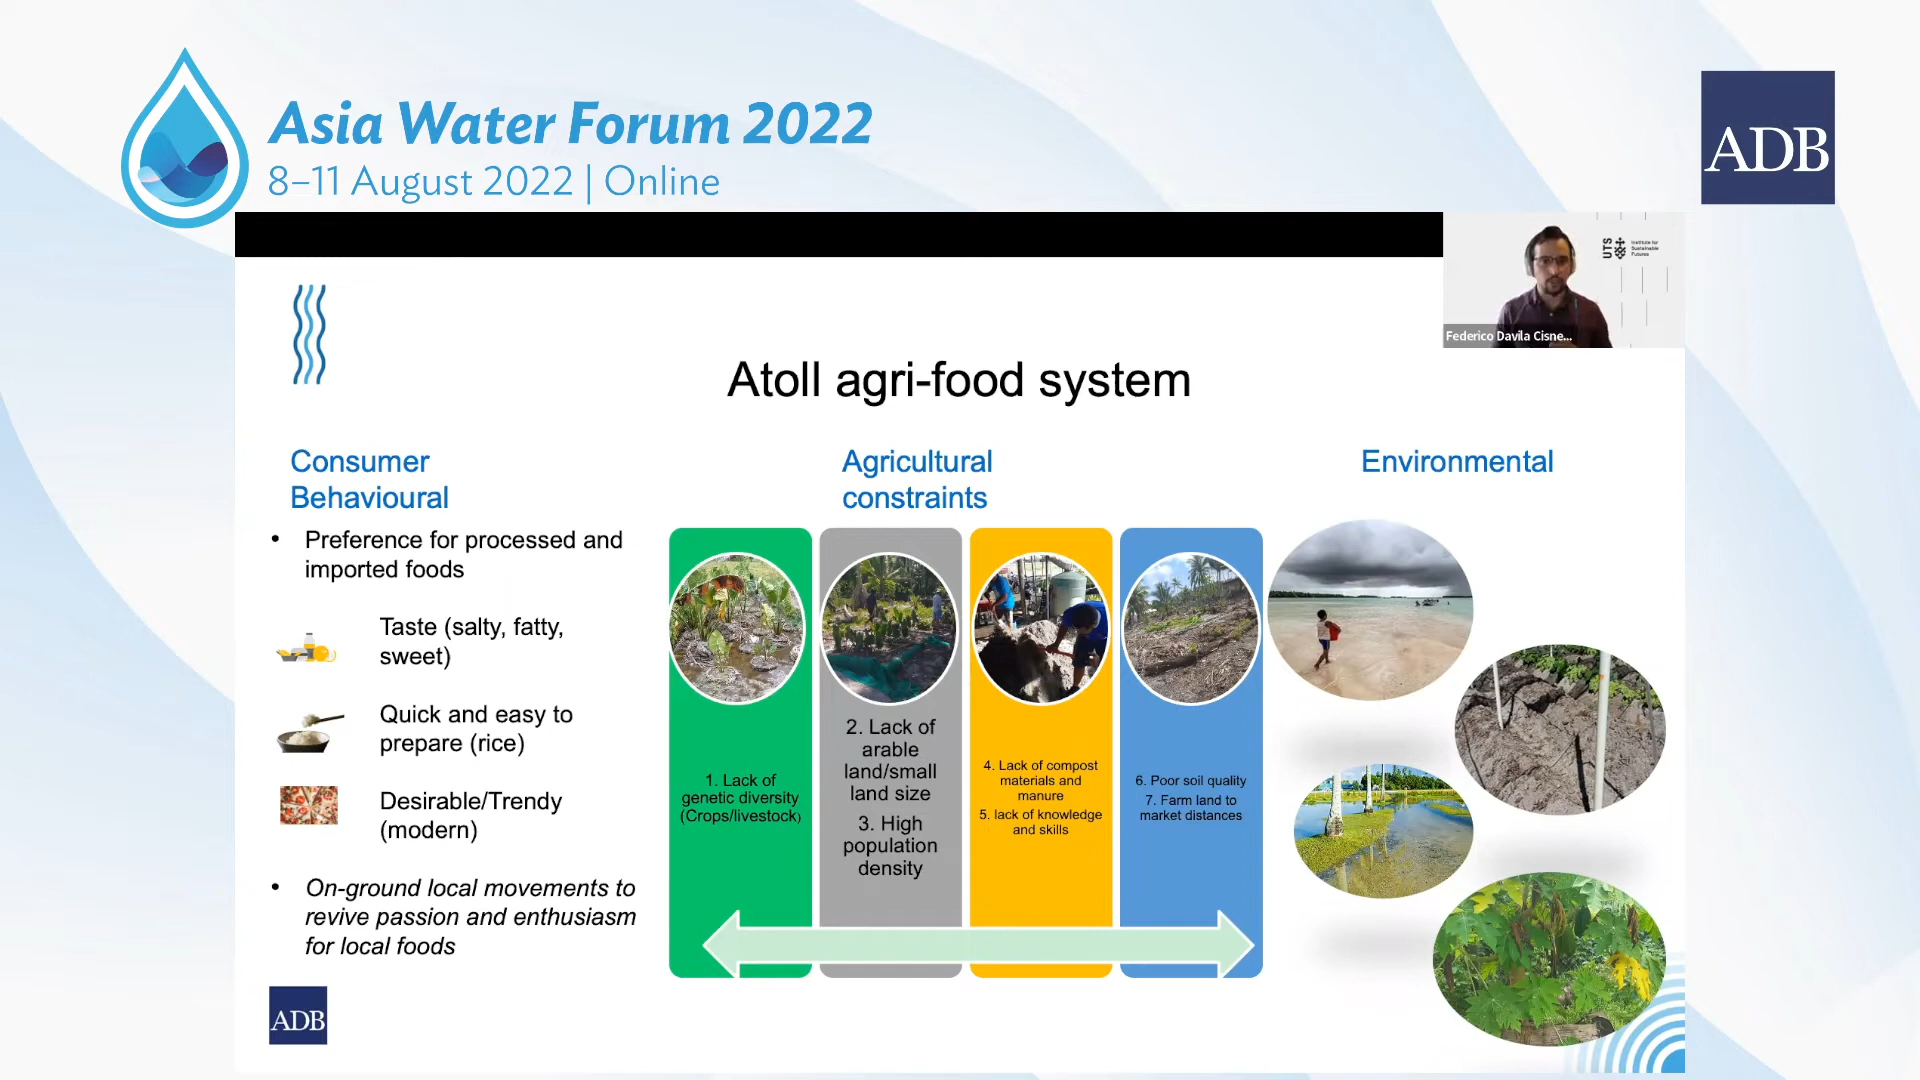 Asia Water Forum 2022
8–11 August 2022 | Online
ADB
UTS
Institute for
Sustainable
Futures
Federico Davila Cisne...
Atoll agri-food system
Consumer
Behavioural
• Preference for processed and
imported foods
Taste (salty, fatty,
sweet)
Quick and easy to
prepare (rice)
Desirable/Trendy
(modern)
• On-ground local movements to
revive passion and enthusiasm
for local foods
Agricultural
constraints
1. Lack of
genetic diversity
(Crops/livestock)
2. Lack of
arable
land/small
land size
3. High
population
density
4. Lack of compost
materials and
manure
5. lack of knowledge
and skills
6. Poor soil quality
7. Farm land to
market distances
Environmental
ADB